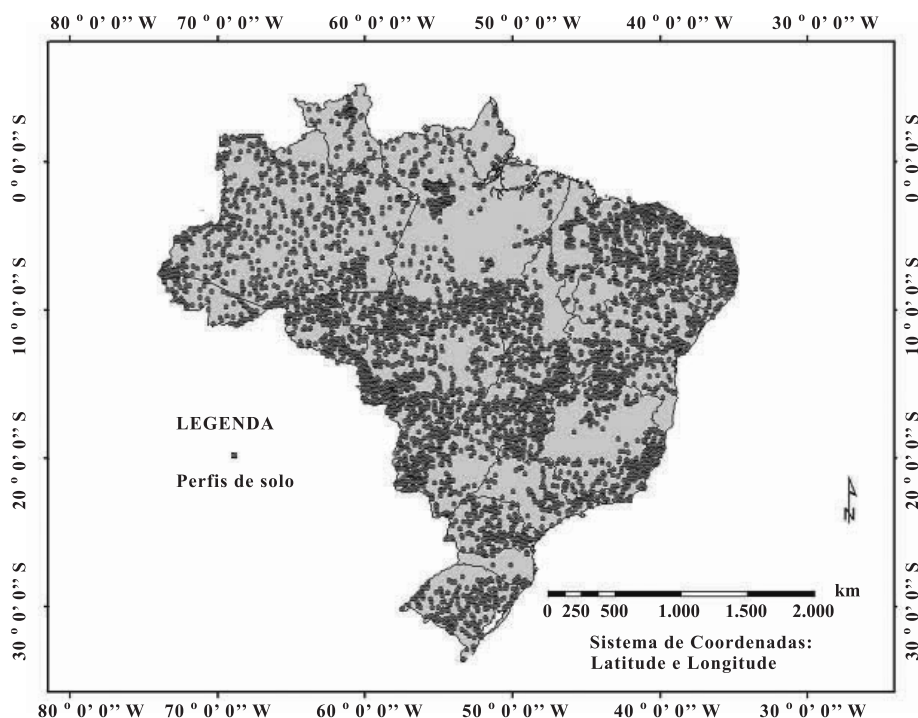 80 º 0' 0’’ W 70 º 0' 0’’ W 60 º 0' 0’’ W 50 º 0' 0’’ W 40 º 0' 0’’ W 30 º 0' 0’’ W
0 º 0' 0’’ S
0 º 0' 0’’ S
10 º 0' 0’’ S
10 º 0' 0’’ S
LEGENDA
Perfis de solo
20 º 0' 0’’ S
20 º 0' 0’’ S
N
km
0 250 500 1.000 1.500 2.000
30 º 0' 0’’ S
30 º 0' 0’’ S
Sistema de Coordenadas:
Latitude e Longitude
80 º 0' 0’’ W 70 º 0' 0’’ W 60 º 0' 0’’ W 50 º 0' 0’’ W 40 º 0' 0’’ W 30 º 0' 0’’ W